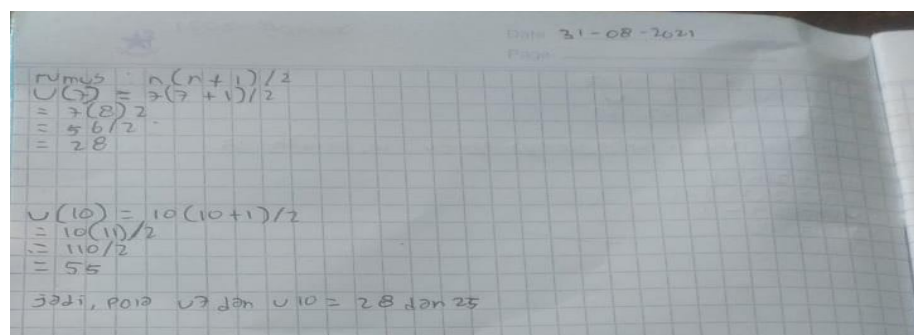 Date 31-08-2021
Page
rumus : n(n+1)/2
U(7) = 7(7+1)/2
= 7(8) 2
= 56/2
= 28
U(10) = 10(10+1)/2
= 10(11)/2
= 110/2
= 55
jadi, pola U7 dan U10 = 28 dan 25